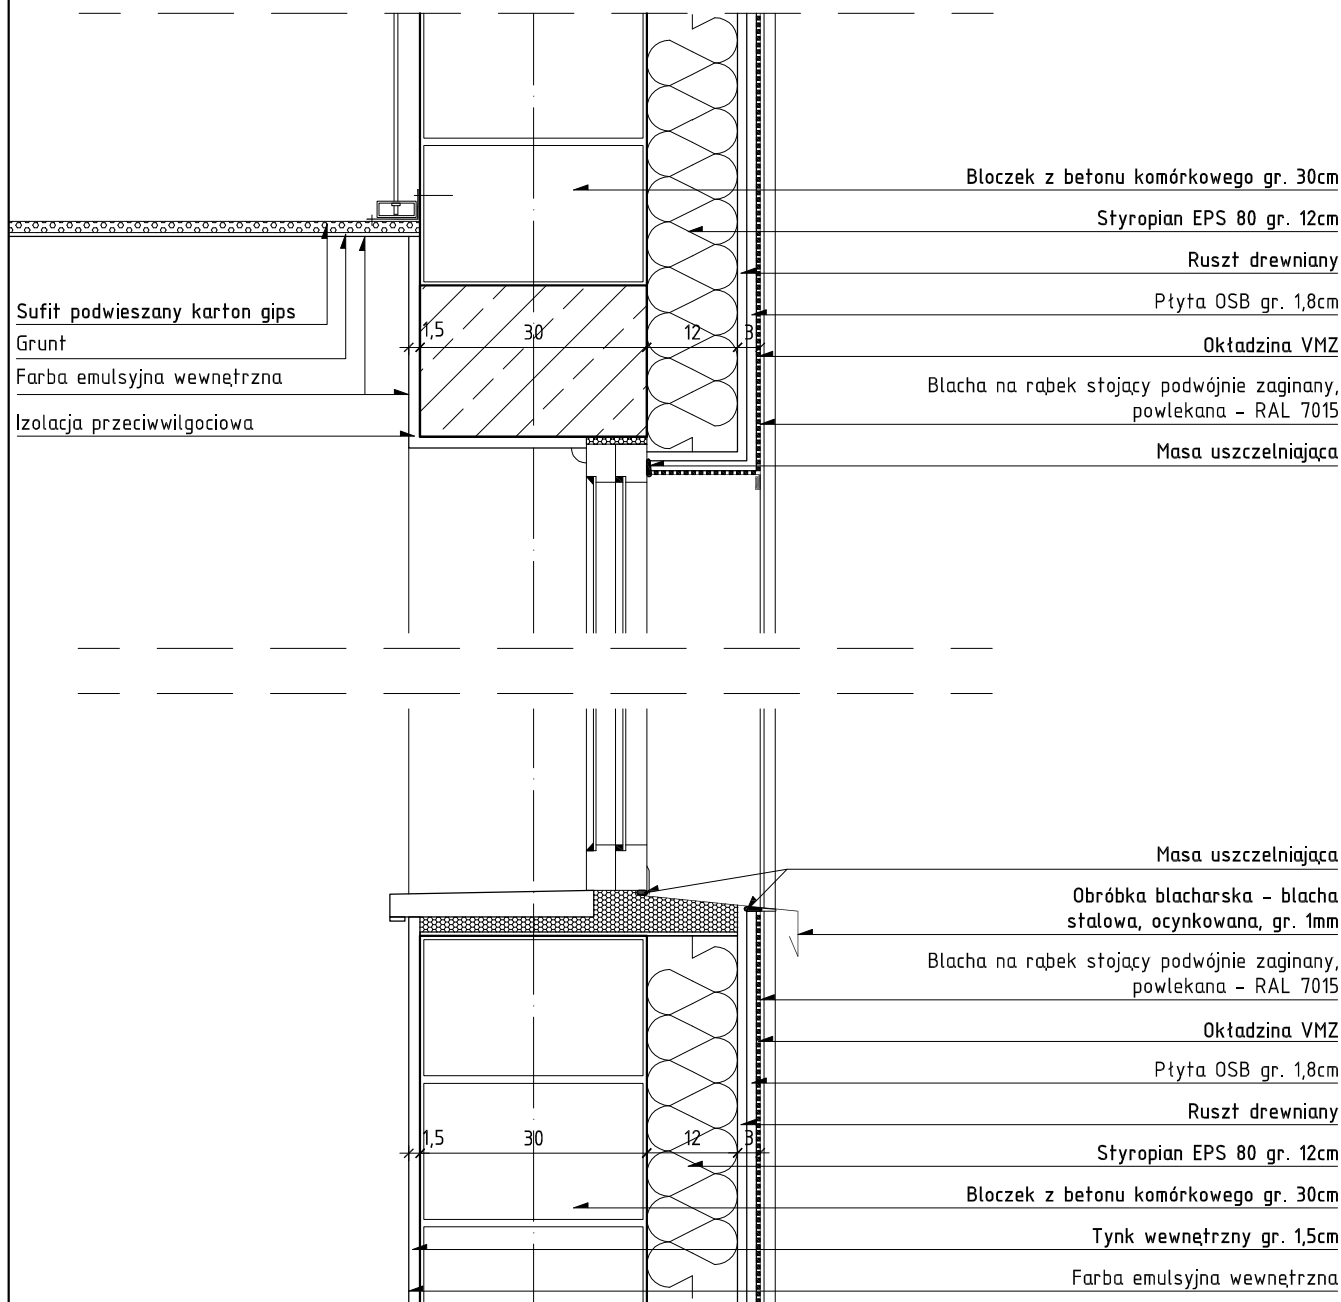 Bloczek z betonu komórkowego gr. 30cm
Styropian EPS 80 gr. 12cm
Ruszt drewniany
Płyta OSB gr. 1,8cm
Okładzina VMZ
Blacha na rąbek stojący podwójnie zaginany,
powlekana - RAL 7015
Masa uszczelniająca
Sufit podwieszany karton gips
Grunt
Farba emulsyjna wewnętrzna
Izolacja przeciwwilgociowa
1,5 30 12 3
Masa uszczelniająca
Obróbka blacharska - blacha
stalowa, ocynkowana, gr. 1mm
Blacha na rąbek stojący podwójnie zaginany,
powlekana - RAL 7015
Okładzina VMZ
Płyta OSB gr. 1,8cm
Ruszt drewniany
Styropian EPS 80 gr. 12cm
Bloczek z betonu komórkowego gr. 30cm
Tynk wewnętrzny gr. 1,5cm
Farba emulsyjna wewnętrzna
1,5 30 12 3